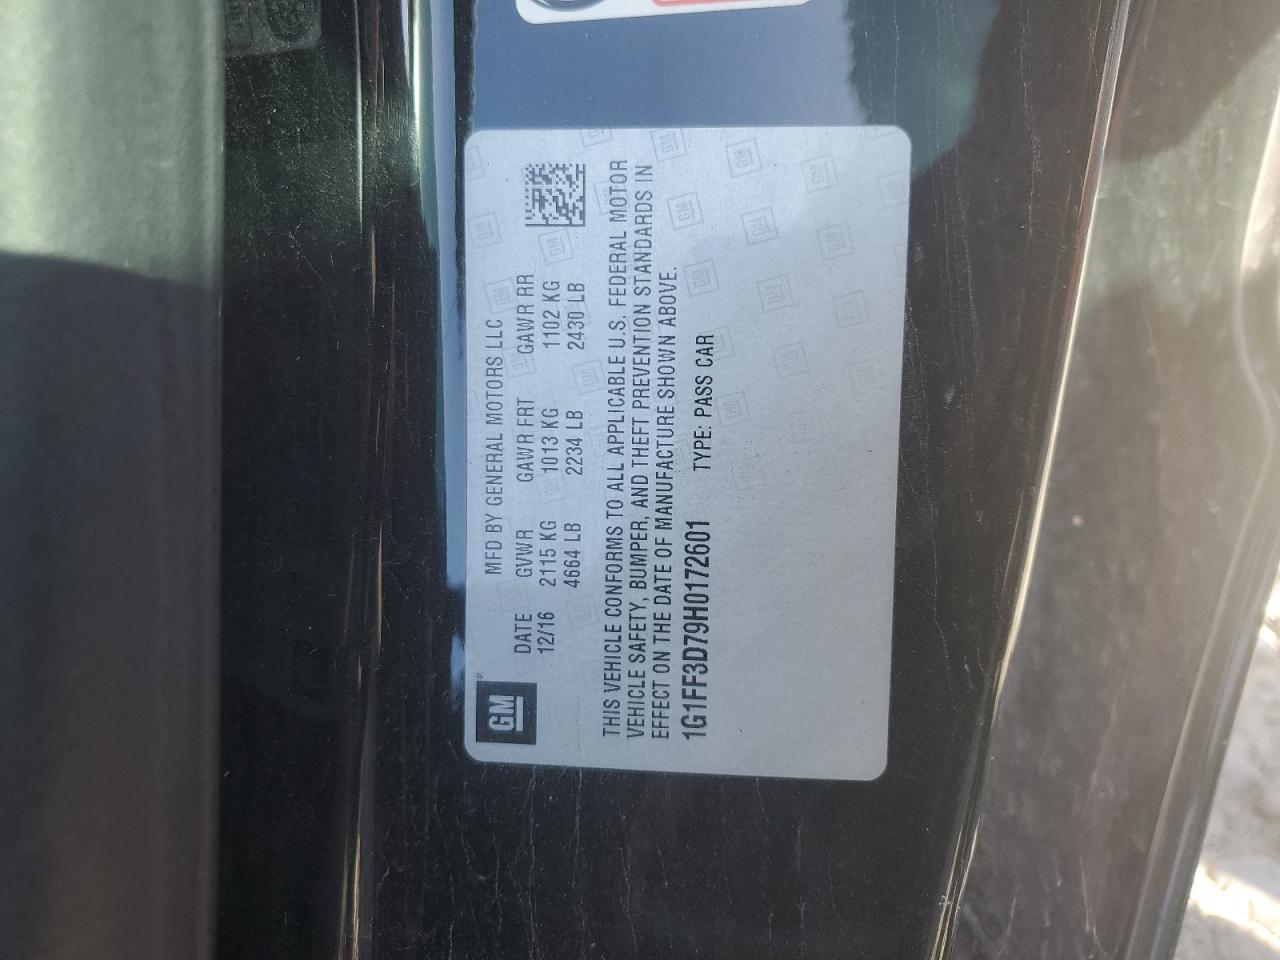 GM
MFD BY GENERAL MOTORS LLC
DATE GVWR GAWR FRT GAWR RR
12/16 2115 KG 1013 KG 1102 KG
4664 LB 2234 LB 2430 LB
THIS VEHICLE CONFORMS TO ALL APPLICABLE U.S. FEDERAL MOTOR
VEHICLE SAFETY, BUMPER, AND THEFT PREVENTION STANDARDS IN
EFFECT ON THE DATE OF MANUFACTURE SHOWN ABOVE.
1G1FF3D79H0172601 TYPE: PASS CAR